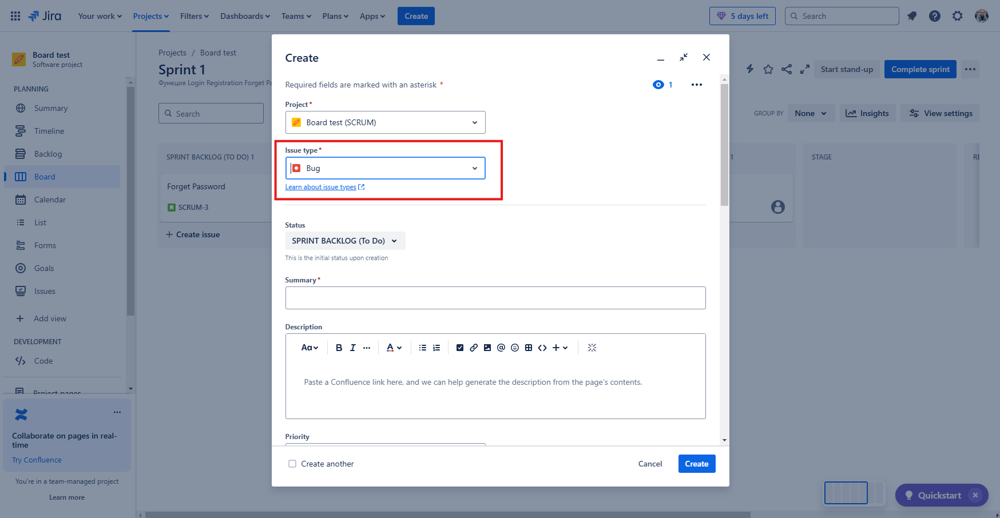 Jira
Your work
Projects
Filters
Dashboards
Teams
Plans
Apps
Create
5 days left
Search
Board test
Software project
PLANNING
Summary
Timeline
Backlog
Board
Calendar
List
Forms
Goals
Issues
Add view
DEVELOPMENT
Code
Project pages
Collaborate on pages in real-
time
Try Confluence
You're in a team-managed project
Learn more
Projects / Board test
Sprint 1
Функция Login Registration Forget Pa
Search
Start stand-up
Complete sprint
GROUP BY
None
Insights
View settings
SPRINT BACKLOG (TO DO) 1
Forget Password
SCRUM-3
Create issue
1
STAGE
RE
Create
Required fields are marked with an asterisk *
1
Project *
Board test (SCRUM)
Issue type *
Bug
Learn about issue types
Status
SPRINT BACKLOG (To Do)
This is the initial status upon creation
Summary *
Description
Aa
B I
A
Paste a Confluence link here, and we can help generate the description from the page's contents.
Priority
Create another
Cancel
Create
Quickstart